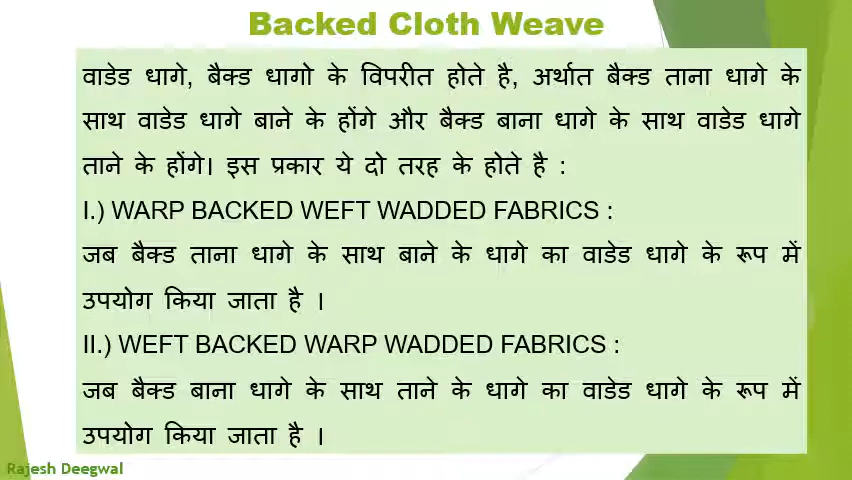 Backed Cloth Weave
वाडेड धागे, बैक्ड धागो के विपरीत होते है, अर्थात बैक्ड ताना धागे के
साथ वाडेड धागे बाने के होंगे और बैक्ड बाना धागे के साथ वाडेड धागे
ताने के होंगे। इस प्रकार ये दो तरह के होते है :
I.) WARP BACKED WEFT WADDED FABRICS :
जब बैक्ड ताना धागे के साथ बाने के धागे का वाडेड धागे के रूप में
उपयोग किया जाता है ।
II.) WEFT BACKED WARP WADDED FABRICS :
जब बैक्ड बाना धागे के साथ ताने के धागे का वाडेड धागे के रूप में
उपयोग किया जाता है ।
Rajesh Deegwal